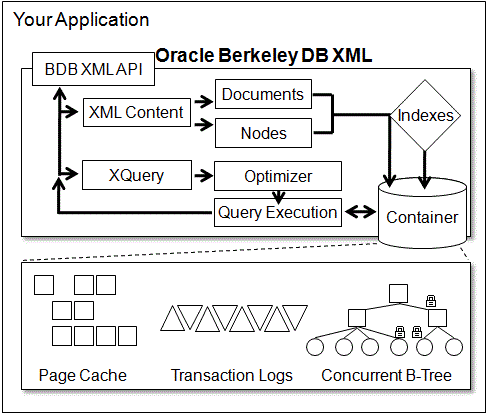 Your Application
Oracle Berkeley DB XML
BDB XML API
XML Content
Documents
Nodes
Indexes
XQuery
Optimizer
Query Execution
Container
Page Cache
Transaction Logs
Concurrent B-Tree